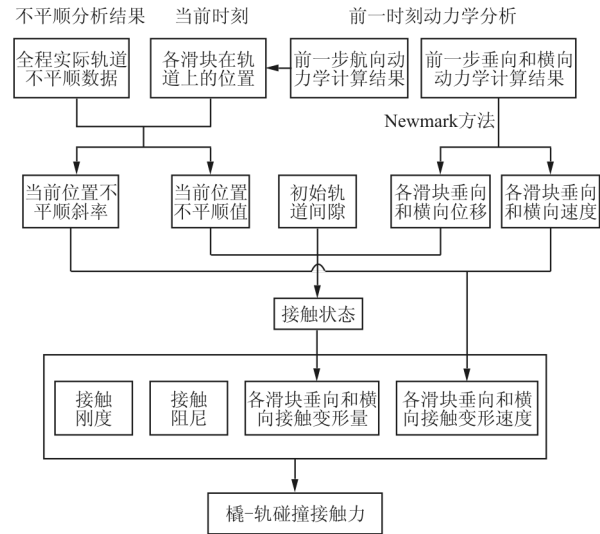 不平顺分析结果
当前时刻
前一时刻动力学分析
全程实际轨道
不平顺数据
各滑块在轨
道上的位置
前一步航向动
力学计算结果
前一步垂向和横向
动力学计算结果
Newmark方法
当前位置不
平顺斜率
当前位置
不平顺值
初始轨
道间隙
各滑块垂向
和横向位移
各滑块垂向
和横向速度
接触状态
接触
刚度
接触
阻尼
各滑块垂向和横
向接触变形量
各滑块垂向和横
向接触变形速度
橇-轨碰撞接触力